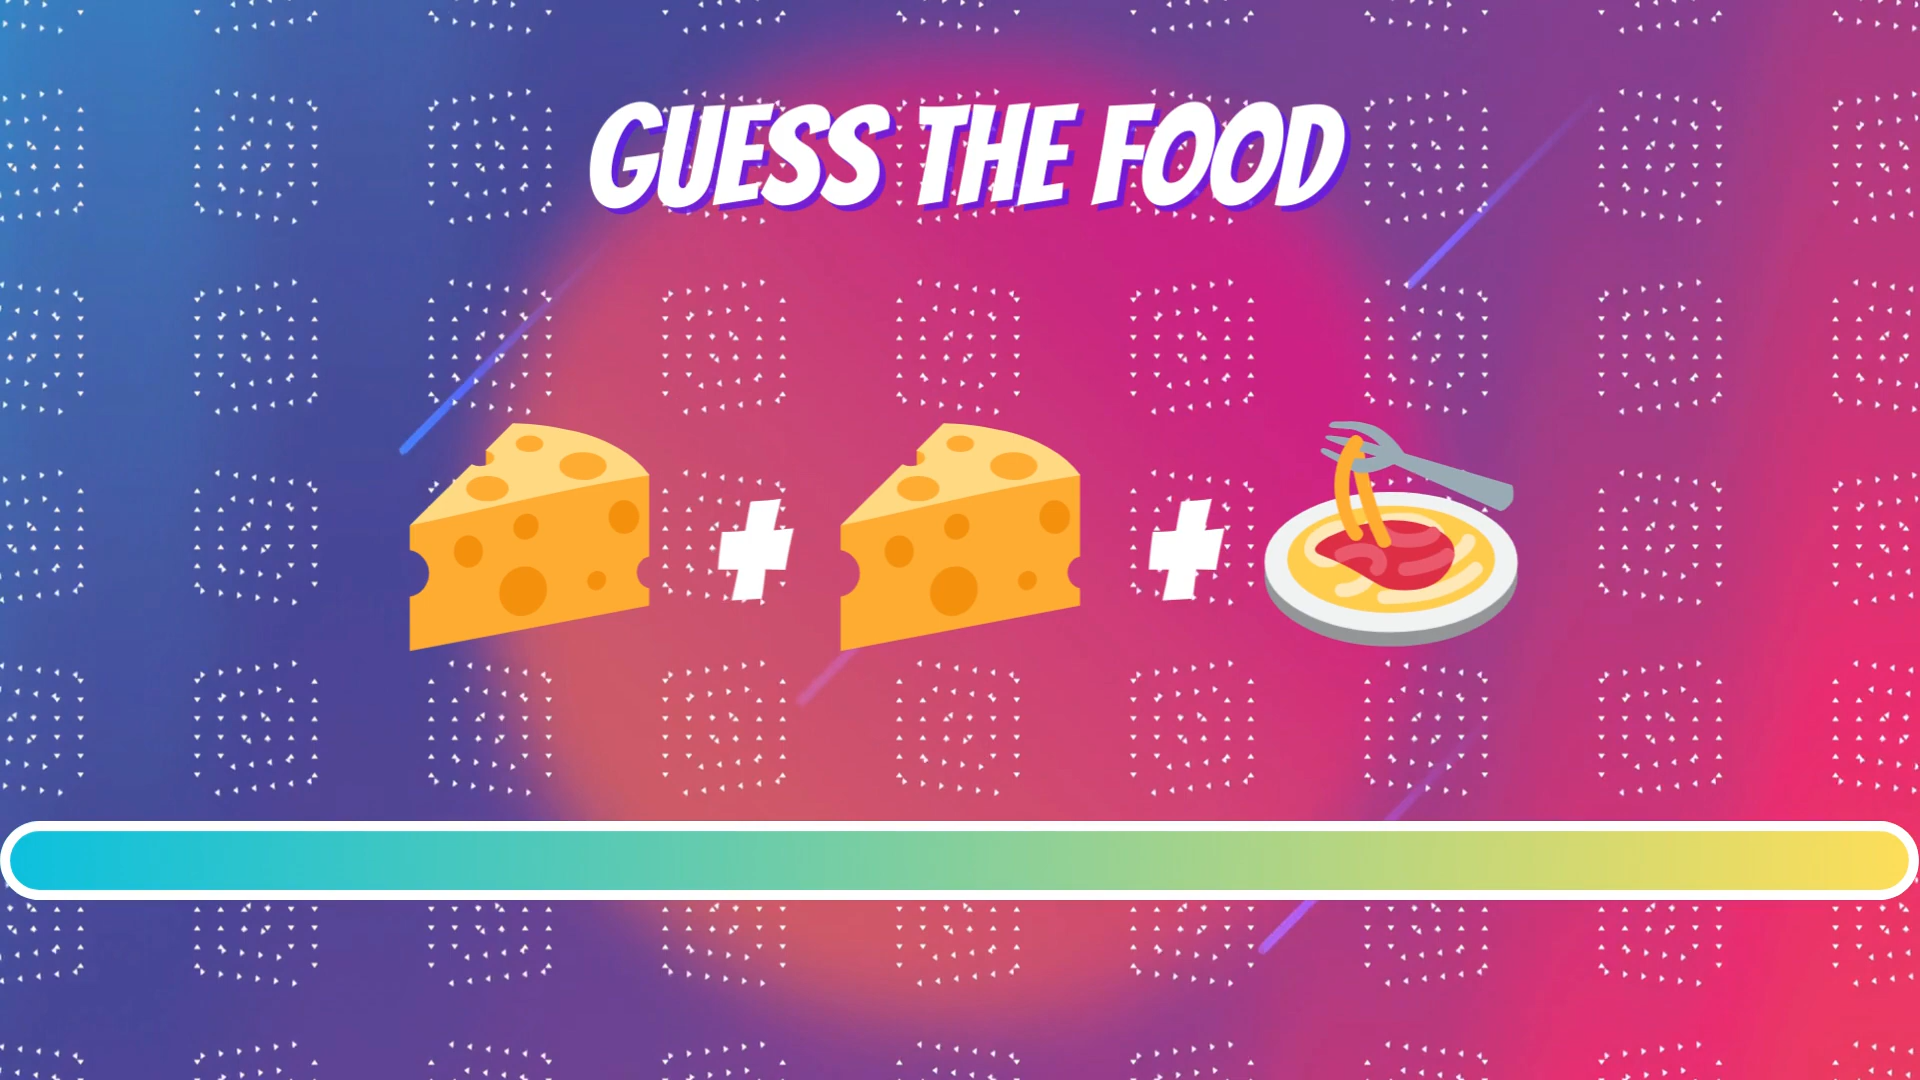 GUESS THE FOOD
+ +